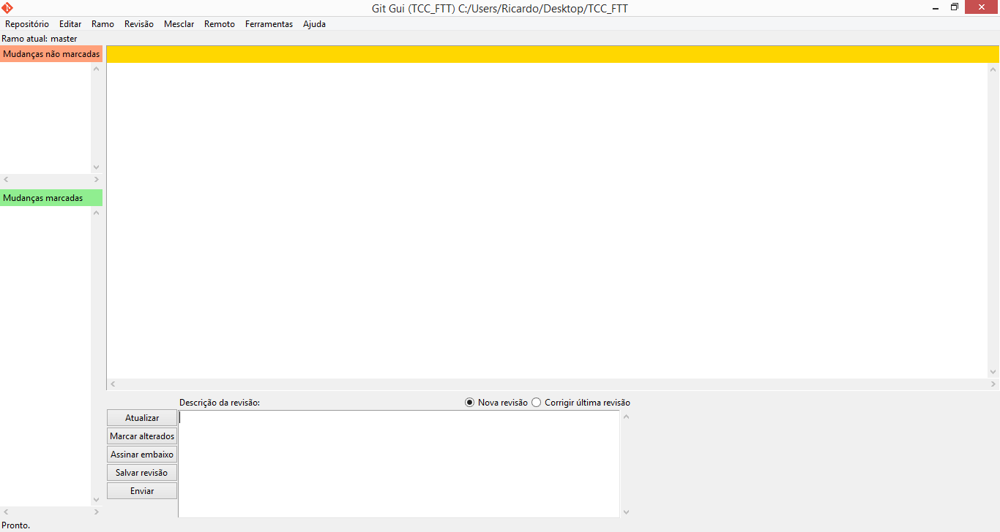 Git Gui (TCC_FTT) C:/Users/Ricardo/Desktop/TCC_FTT
Repositório Editar Ramo Revisão Mesclar Remoto Ferramentas Ajuda
Ramo atual: master
Mudanças não marcadas
Mudanças marcadas
Descrição da revisão: Nova revisão Corrigir última revisão
Atualizar
Marcar alterados
Assinar embaixo
Salvar revisão
Enviar
Pronto.